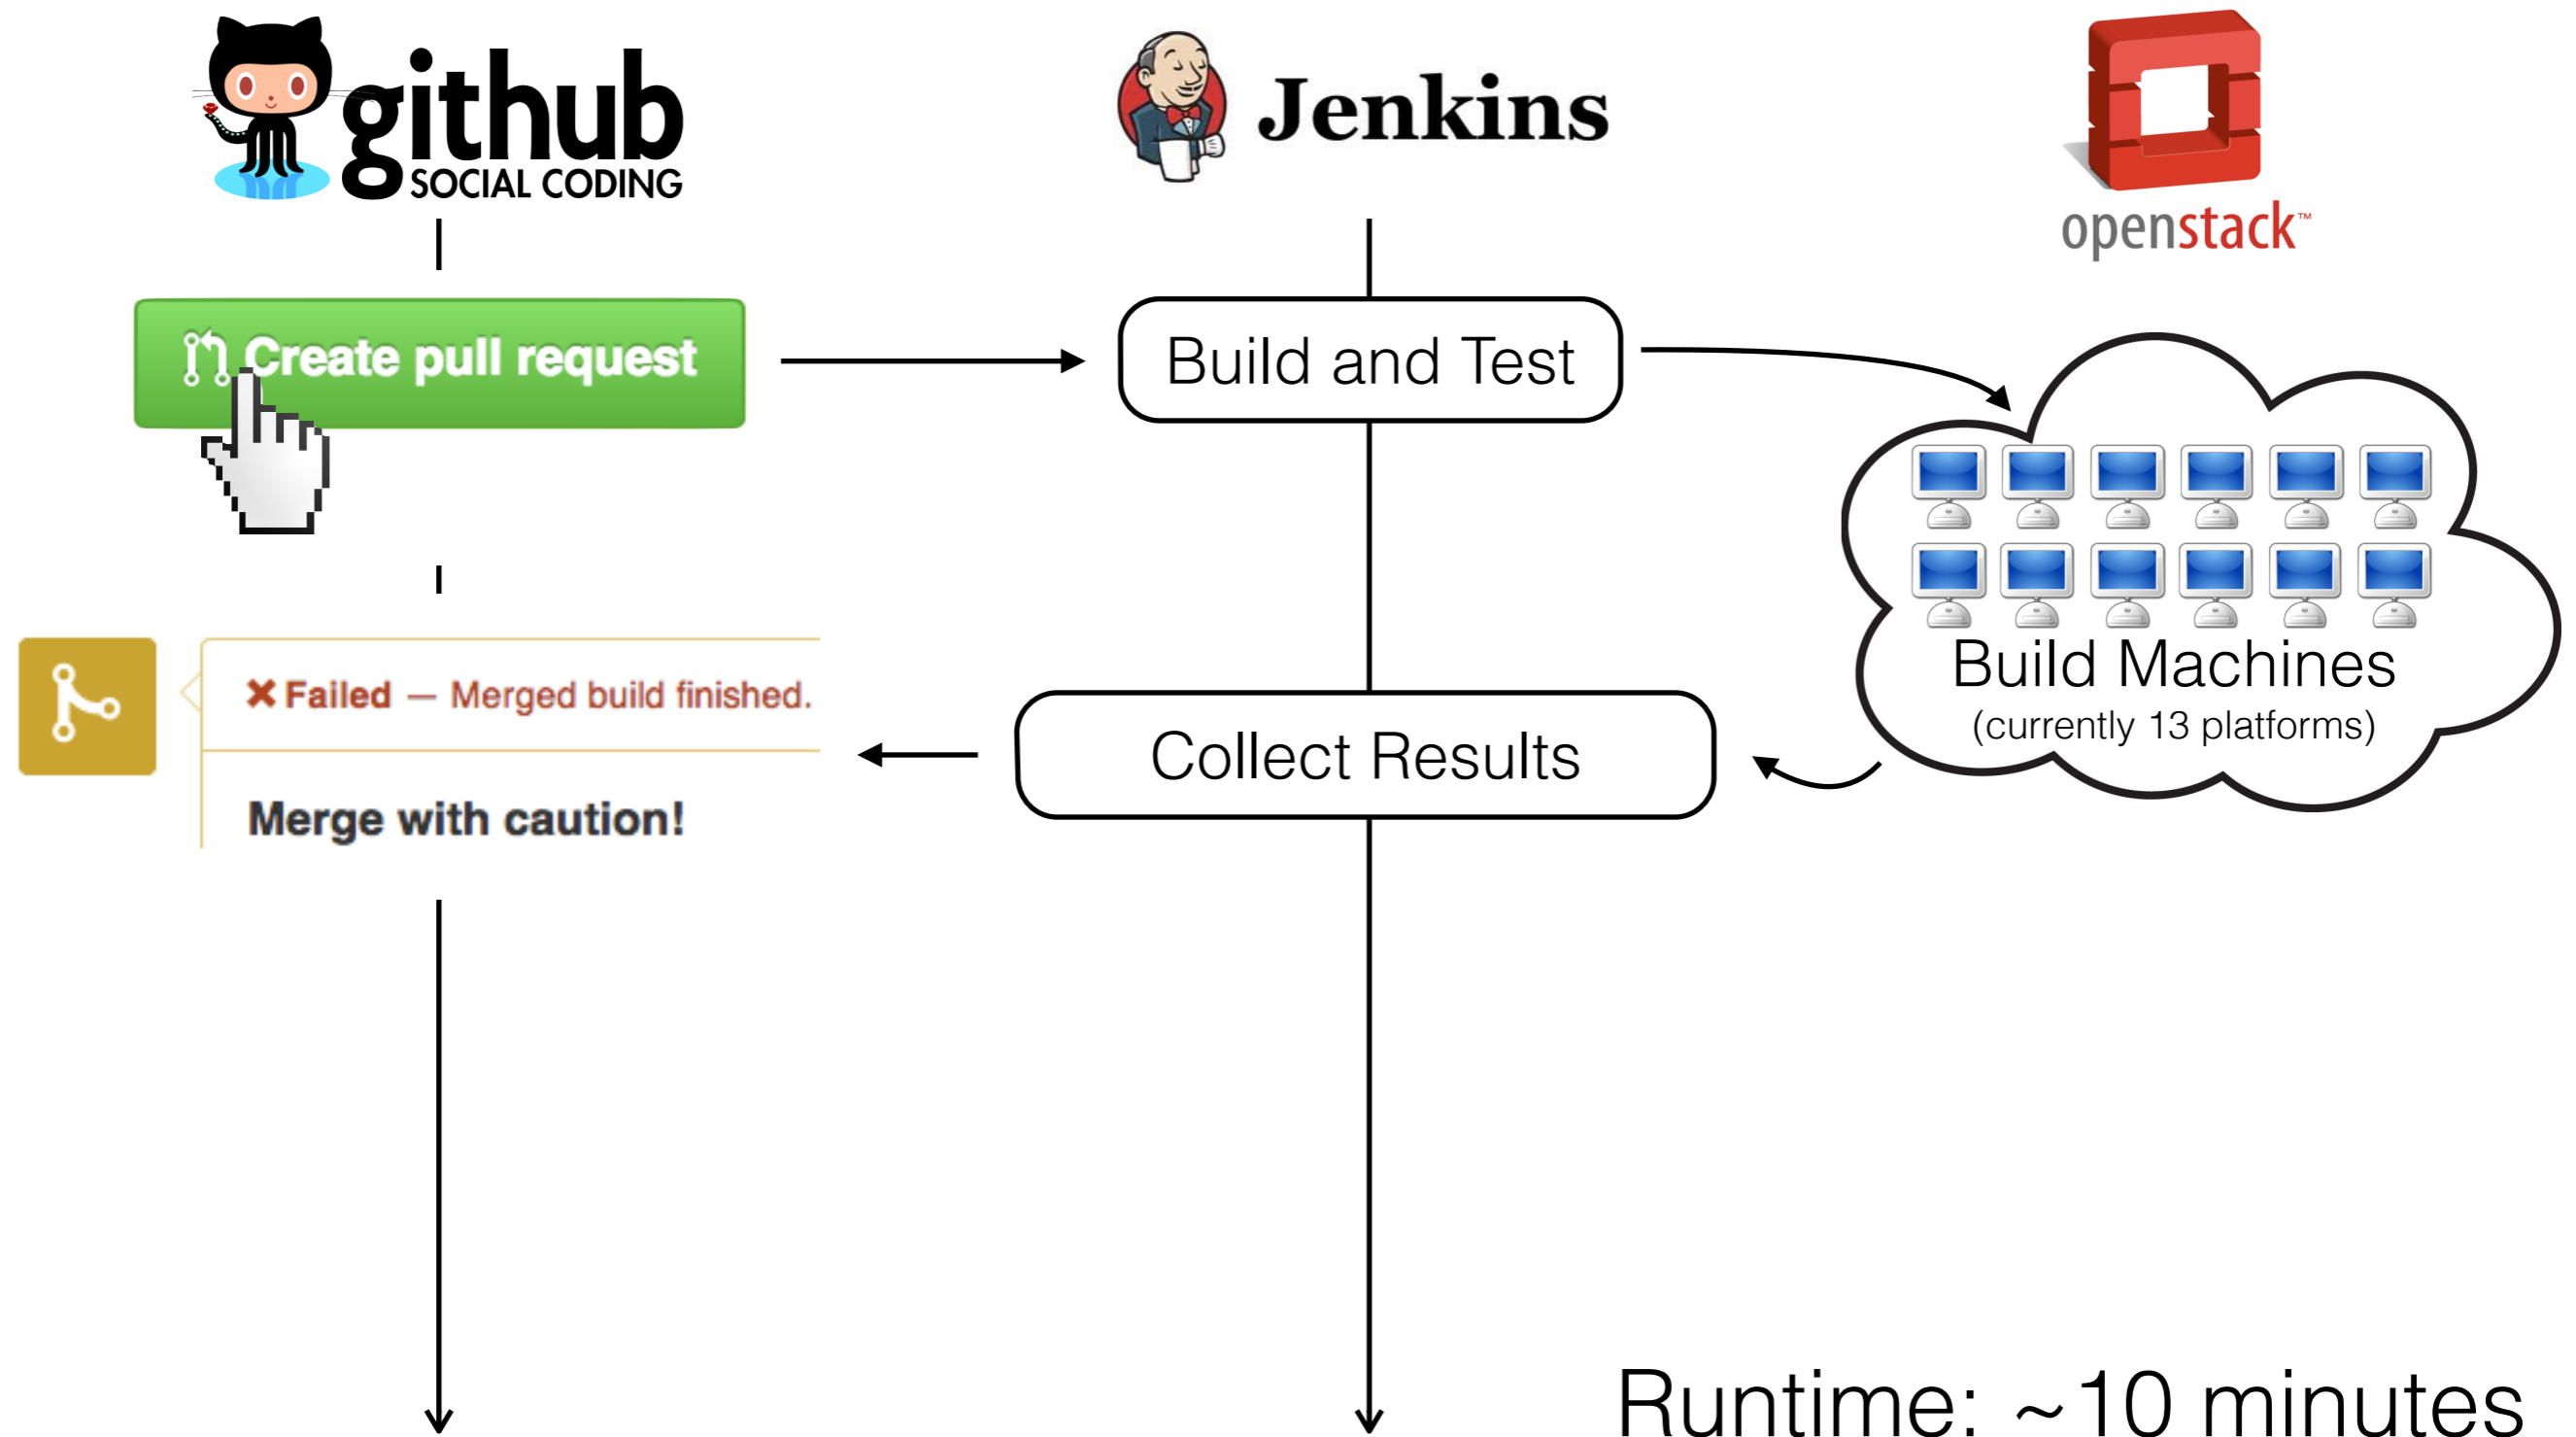 github
SOCIAL CODING
Jenkins
openstack™
Create pull request
Build and Test
Build Machines
(currently 13 platforms)
Failed — Merged build finished.
Collect Results
Merge with caution!
Runtime: ~10 minutes